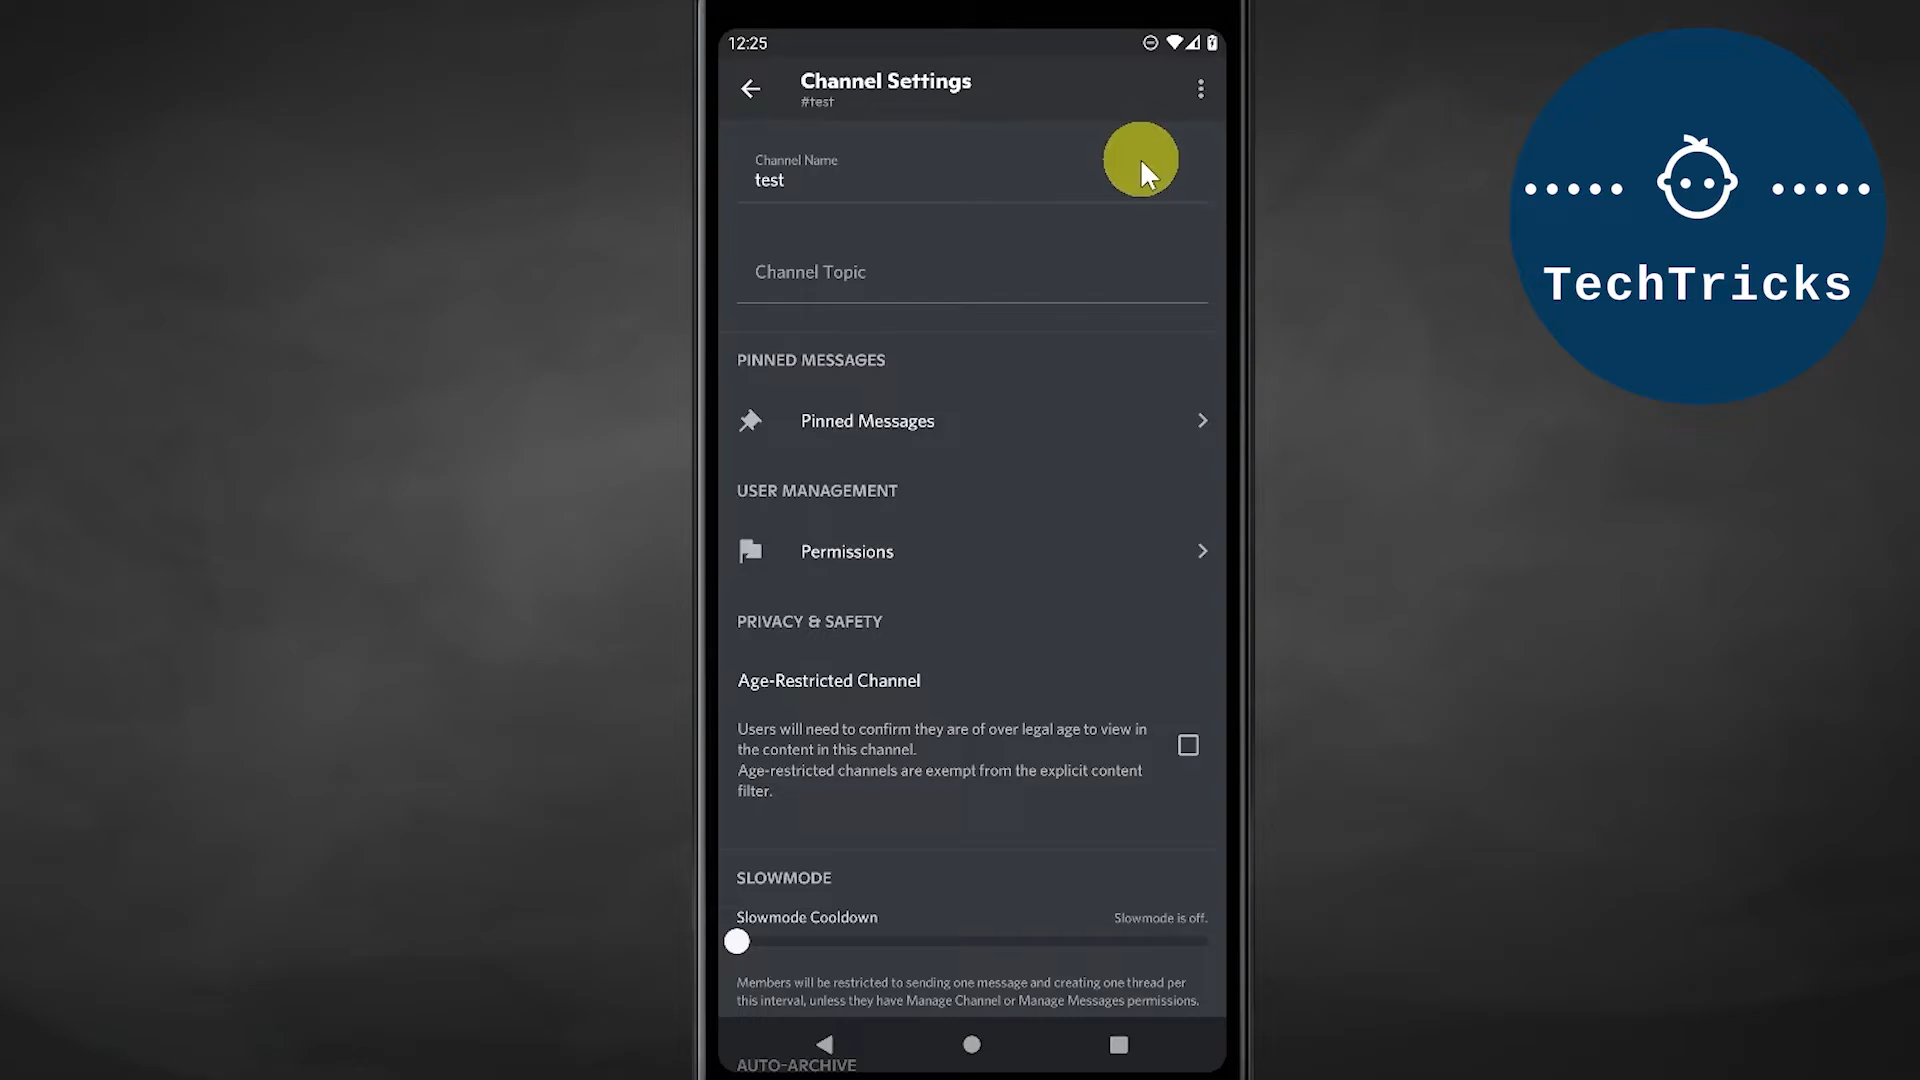 12:25
Channel Settings
#test
Channel Name
test
Channel Topic
PINNED MESSAGES
Pinned Messages
USER MANAGEMENT
Permissions
PRIVACY & SAFETY
Age-Restricted Channel
Users will need to confirm they are of over legal age to view in
the content in this channel.
Age-restricted channels are exempt from the explicit content
filter.
SLOWMODE
Slowmode Cooldown
Slowmode is off.
Members will be restricted to sending one message and creating one thread per
this interval, unless they have Manage Channel or Manage Messages permissions.
AUTO-ARCHIVE
TechTricks